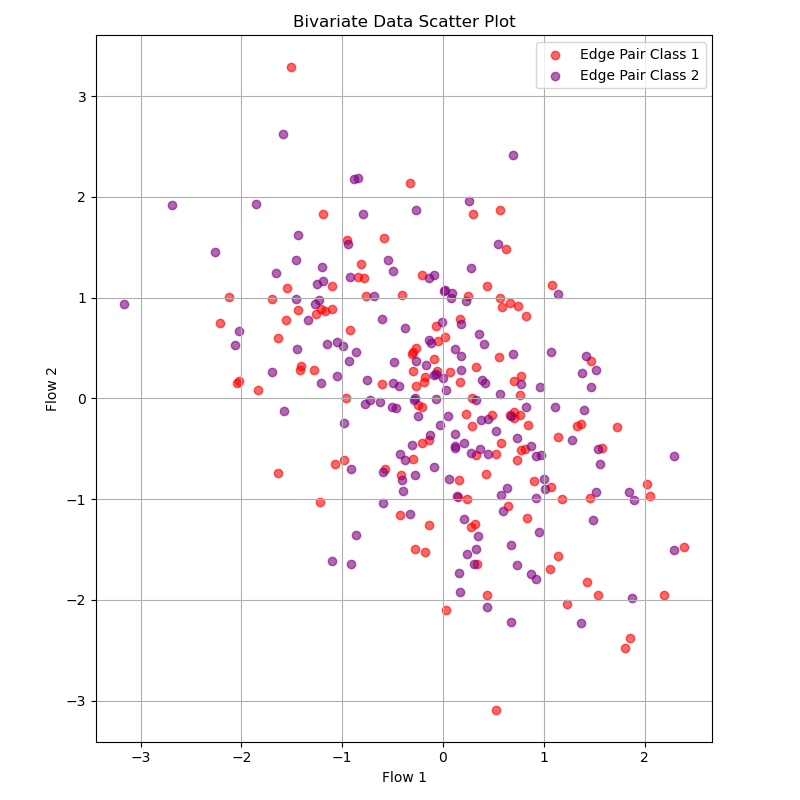 Bivariate Data Scatter Plot
Edge Pair Class 1
Edge Pair Class 2
Flow 2
3
2
1
0
−1
−2
−3
−3
−2
−1
0
1
2
Flow 1